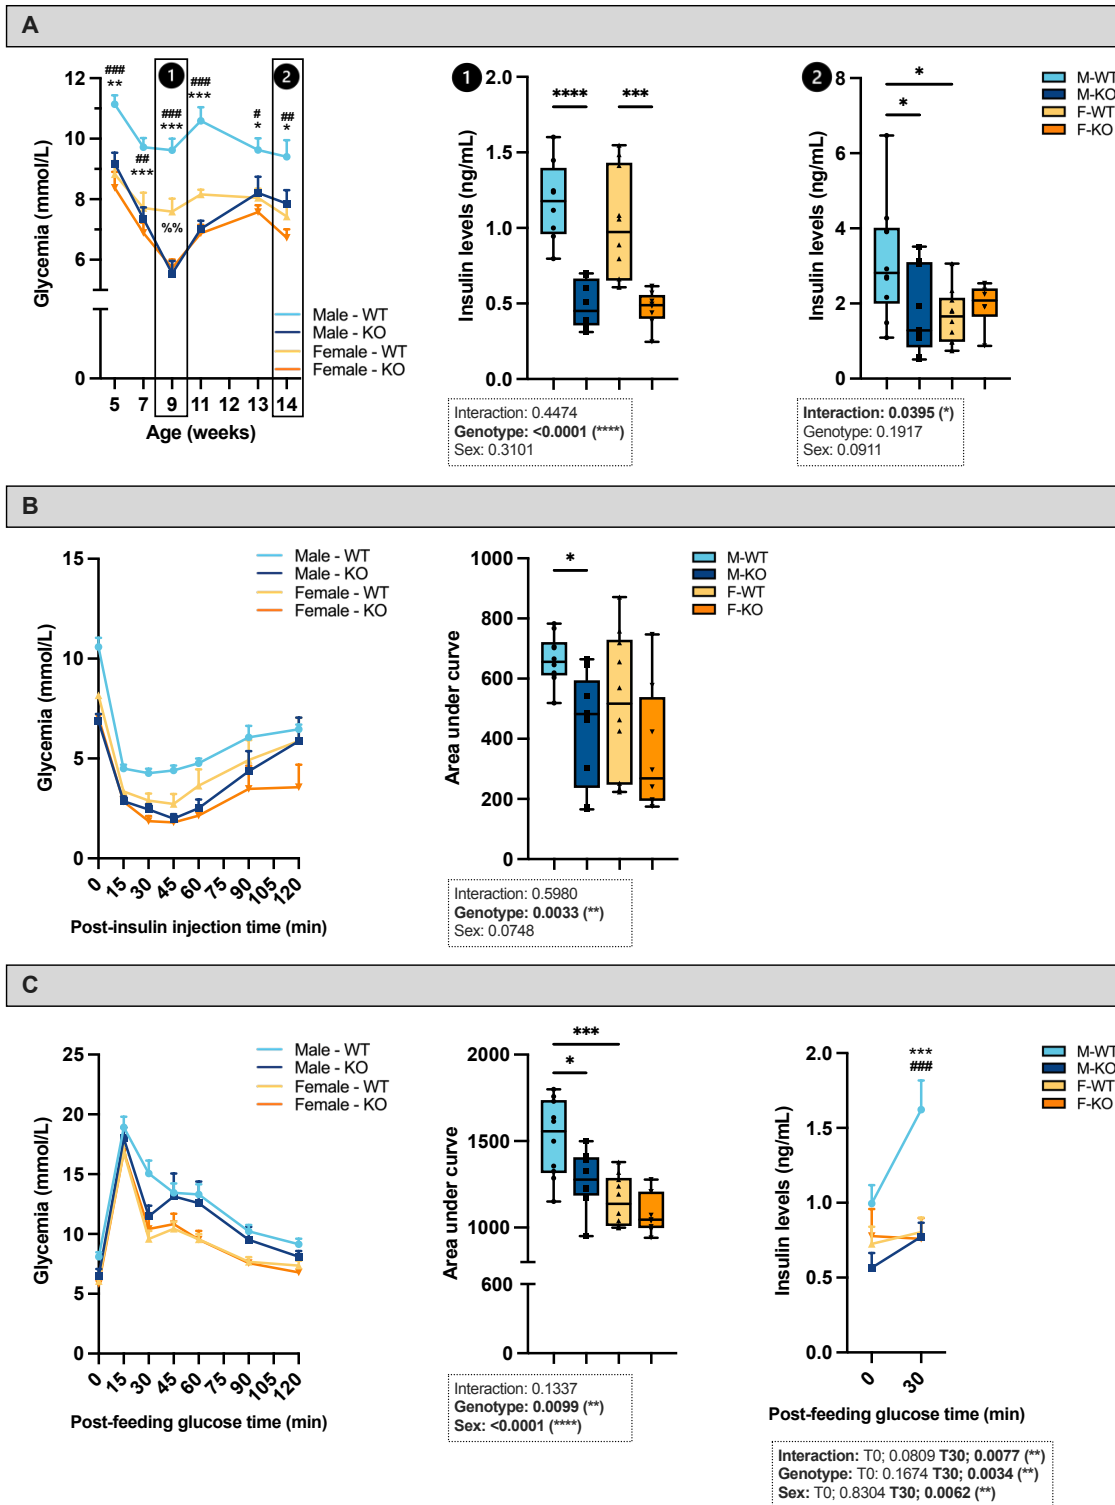 A
12
10
8
6
0
Glycemia (mmol/L)
###
**
##
***
1
###
***
%%
###
***
#
*
2
##
*
Male - WT
Male - KO
Female - WT
Female - KO
5 7 9 11 12 13 14
Age (weeks)
1
2.0
1.5
1.0
0.5
0.0
Insulin levels (ng/mL)
****
***
Interaction: 0.4474
Genotype: <0.0001 (****)
Sex: 0.3101
2
8
6
4
2
0
Insulin levels (ng/mL)
*
*
Interaction: 0.0395 (*)
Genotype: 0.1917
Sex: 0.0911
M-WT
M-KO
F-WT
F-KO
B
15
10
5
0
Glycemia (mmol/L)
Male - WT
Male - KO
Female - WT
Female - KO
0 15 30 45 60 75 90 105 120
Post-insulin injection time (min)
1000
800
600
400
200
0
Area under curve
*
M-WT
M-KO
F-WT
F-KO
Interaction: 0.5980
Genotype: 0.0033 (**)
Sex: 0.0748
C
25
20
15
10
5
0
Glycemia (mmol/L)
Male - WT
Male - KO
Female - WT
Female - KO
0 15 30 45 60 75 90 105 120
Post-feeding glucose time (min)
2000
1500
1000
600
0
Area under curve
***
*
Interaction: 0.1337
Genotype: 0.0099 (**)
Sex: <0.0001 (****)
2.0
1.5
1.0
0.5
0.0
Insulin levels (ng/mL)
***
###
M-WT
M-KO
F-WT
F-KO
0 30
Post-feeding glucose time (min)
Interaction: T0; 0.0809 T30; 0.0077 (**)
Genotype: T0: 0.1674 T30; 0.0034 (**)
Sex: T0; 0.8304 T30; 0.0062 (**)